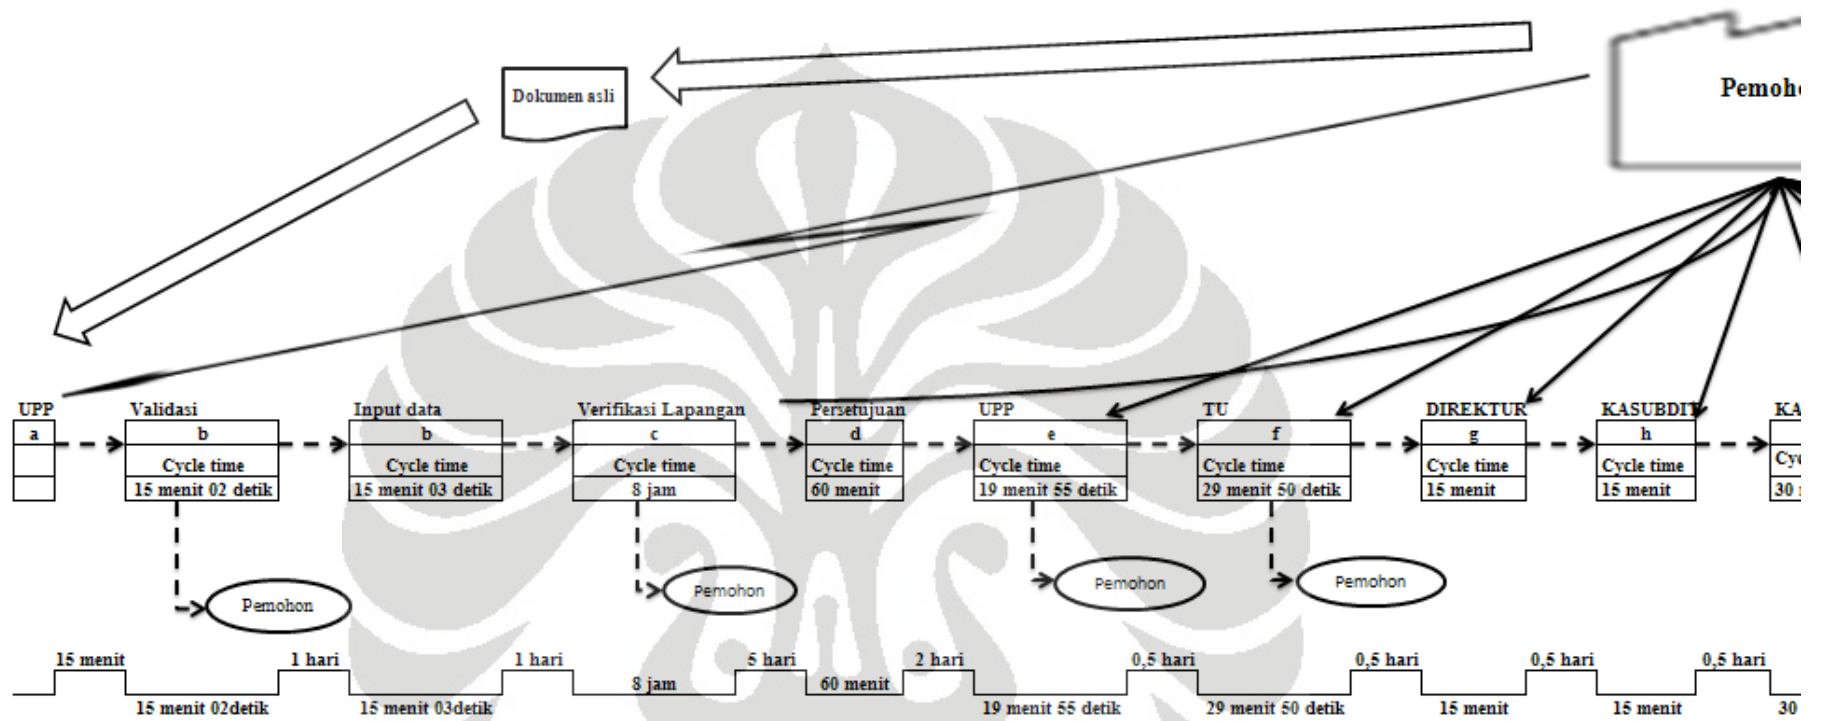 Dokumen asli
Pemoho
UPP
Validasi
Input data
Verifikasi Lapangan
Persetujuan
UPP
TU
DIREKTUR
KASUBDIT
KA
a
b
b
c
d
e
f
g
h
Cycle time
Cycle time
Cycle time
Cycle time
Cycle time
Cycle time
Cycle time
Cycle time
Cyc
15 menit 02 detik
15 menit 03 detik
8 jam
60 menit
19 menit 55 detik
29 menit 50 detik
15 menit
15 menit
30
Pemohon
Pemohon
Pemohon
Pemohon
15 menit
1 hari
1 hari
5 hari
2 hari
0,5 hari
0,5 hari
0,5 hari
0,5 hari
8 jam
60 menit
15 menit 02detik
15 menit 03detik
19 menit 55 detik
29 menit 50 detik
15 menit
15 menit
30